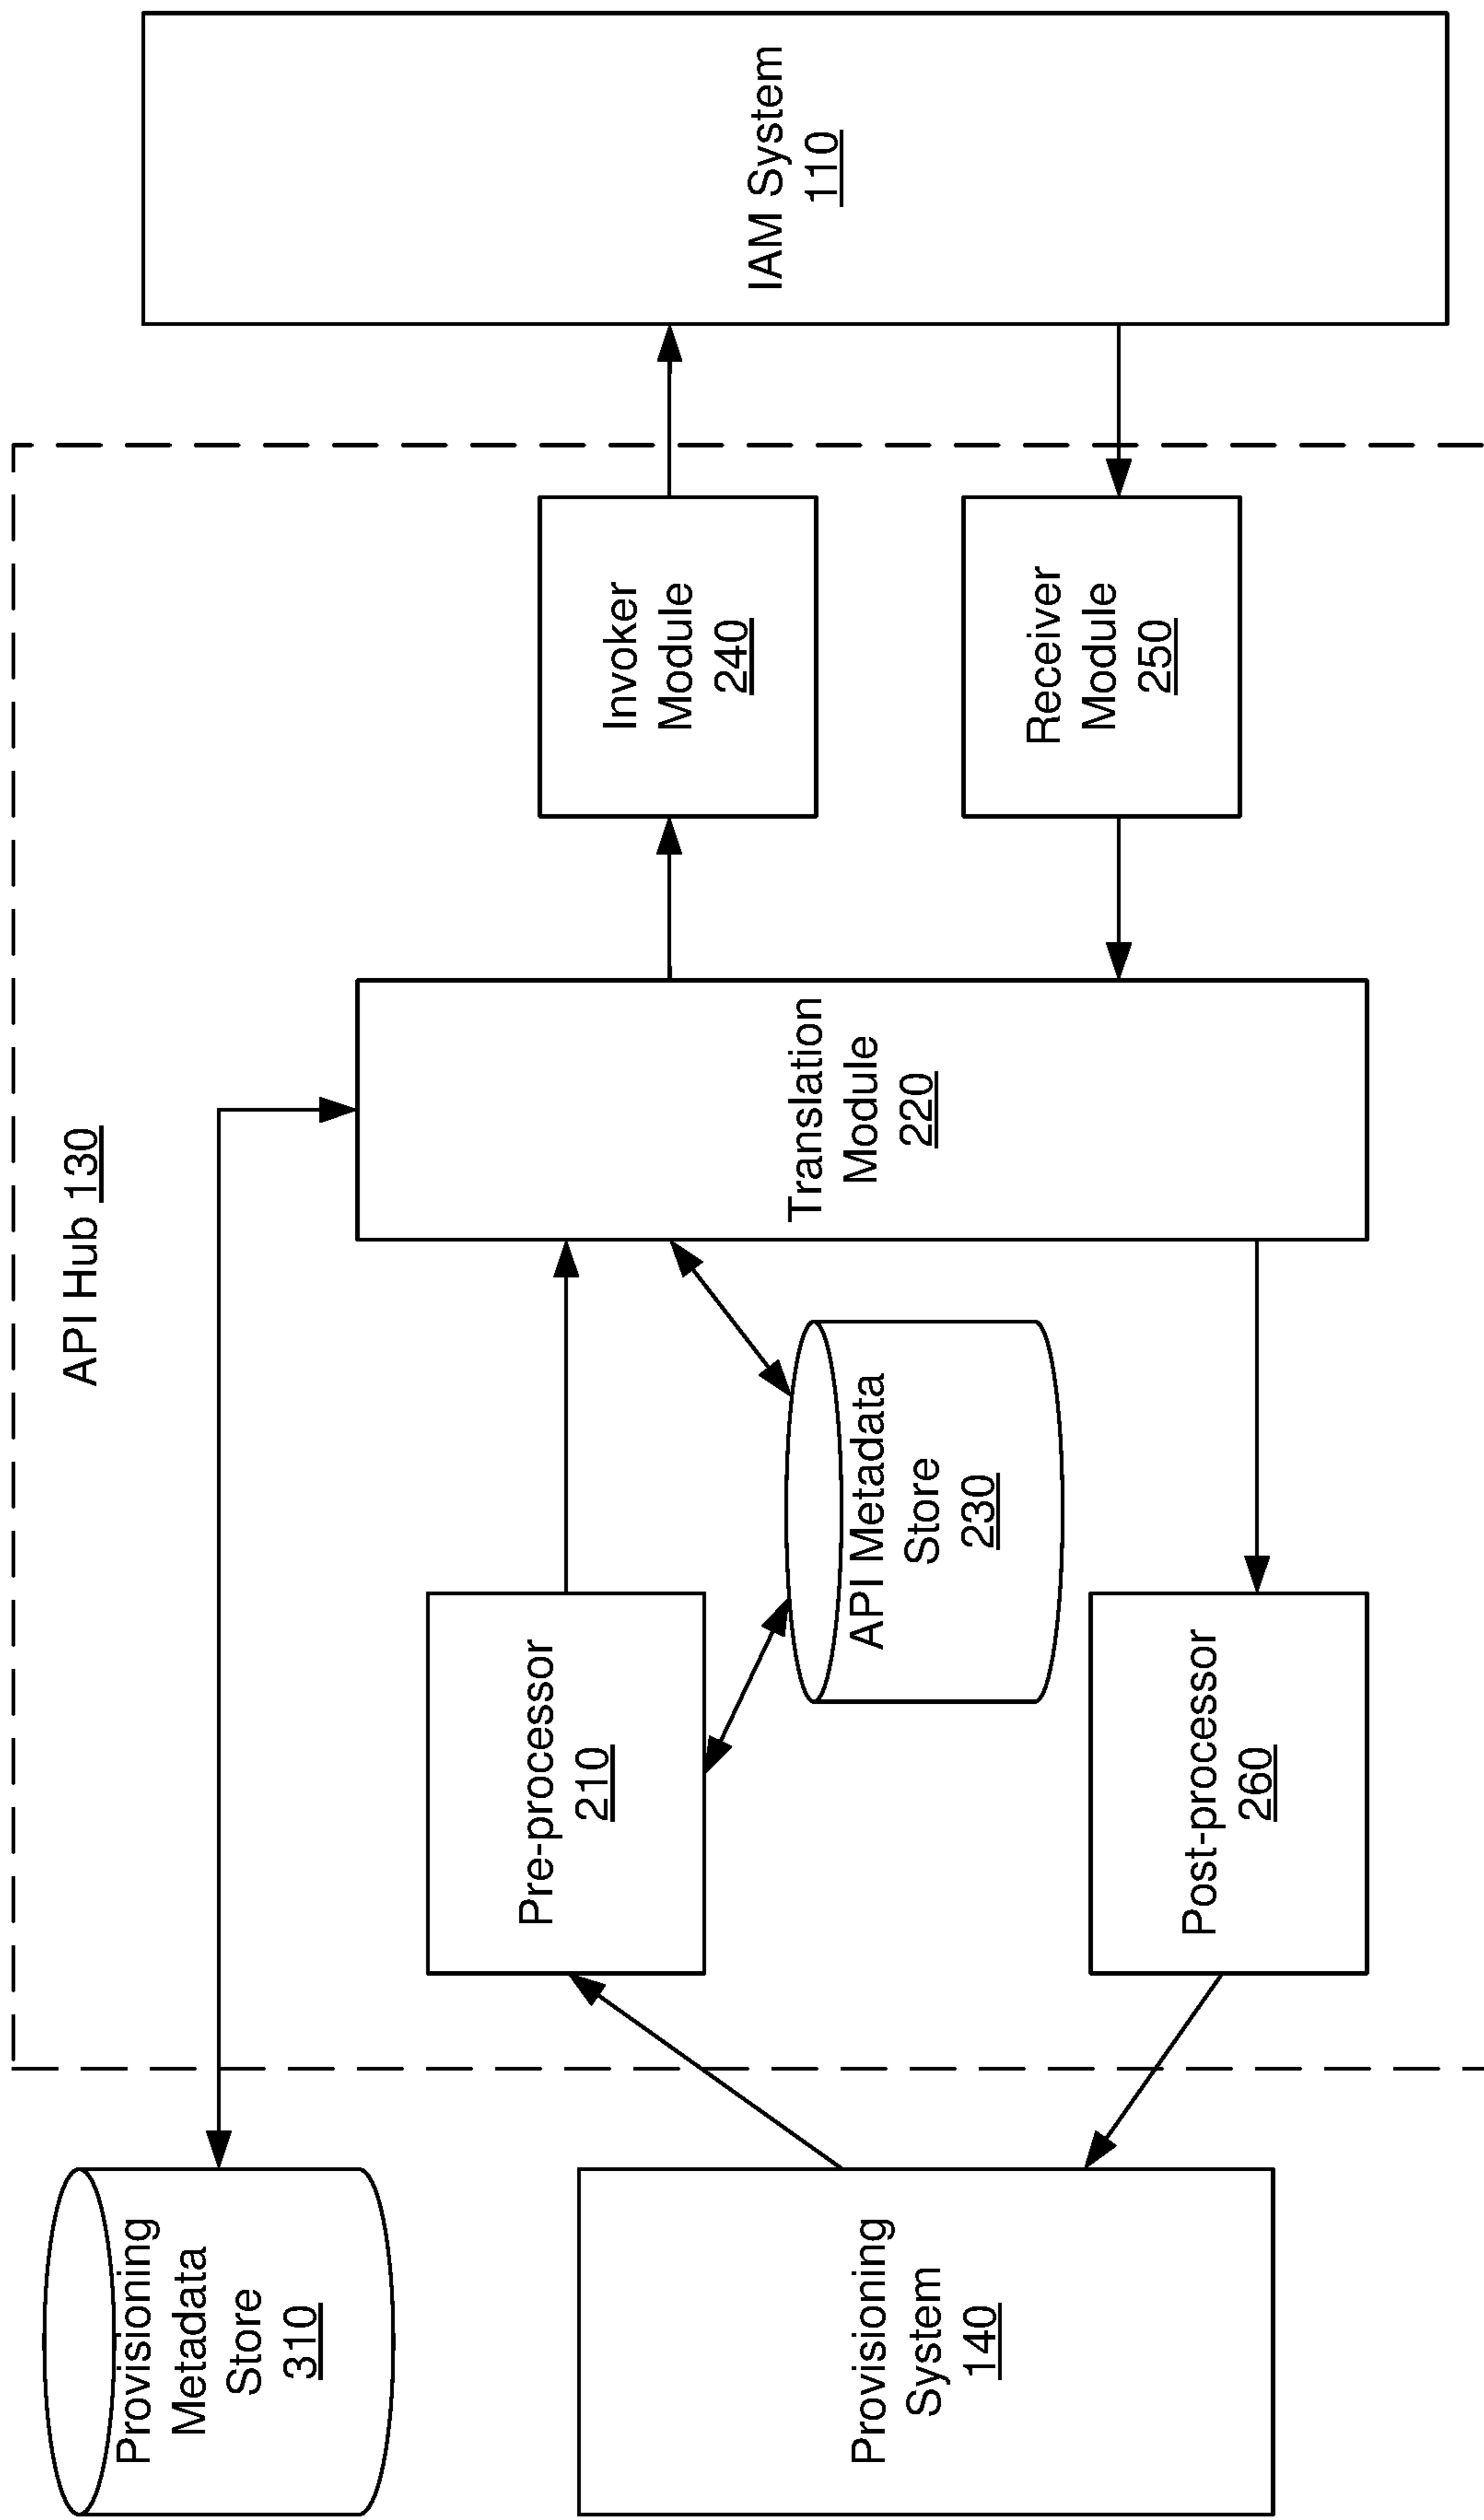 API Hub 130
Provisioning
Metadata
Store
310
Provisioning
System
140
Pre-processor
210
API Metadata
Store
230
Post-processor
260
Translation
Module
220
Invoker
Module
240
Receiver
Module
250
IAM System
110